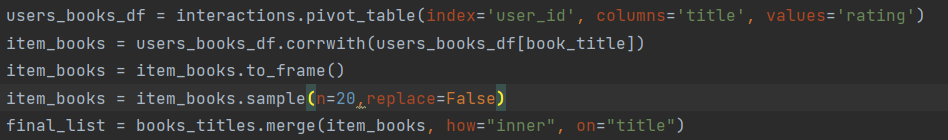 users_books_df = interactions.pivot_table(index='user_id', columns='title', values='rating')
item_books = users_books_df.corrwith(users_books_df[book_title])
item_books = item_books.to_frame()
item_books = item_books.sample(n=20,replace=False)
final_list = books_titles.merge(item_books, how="inner", on="title")